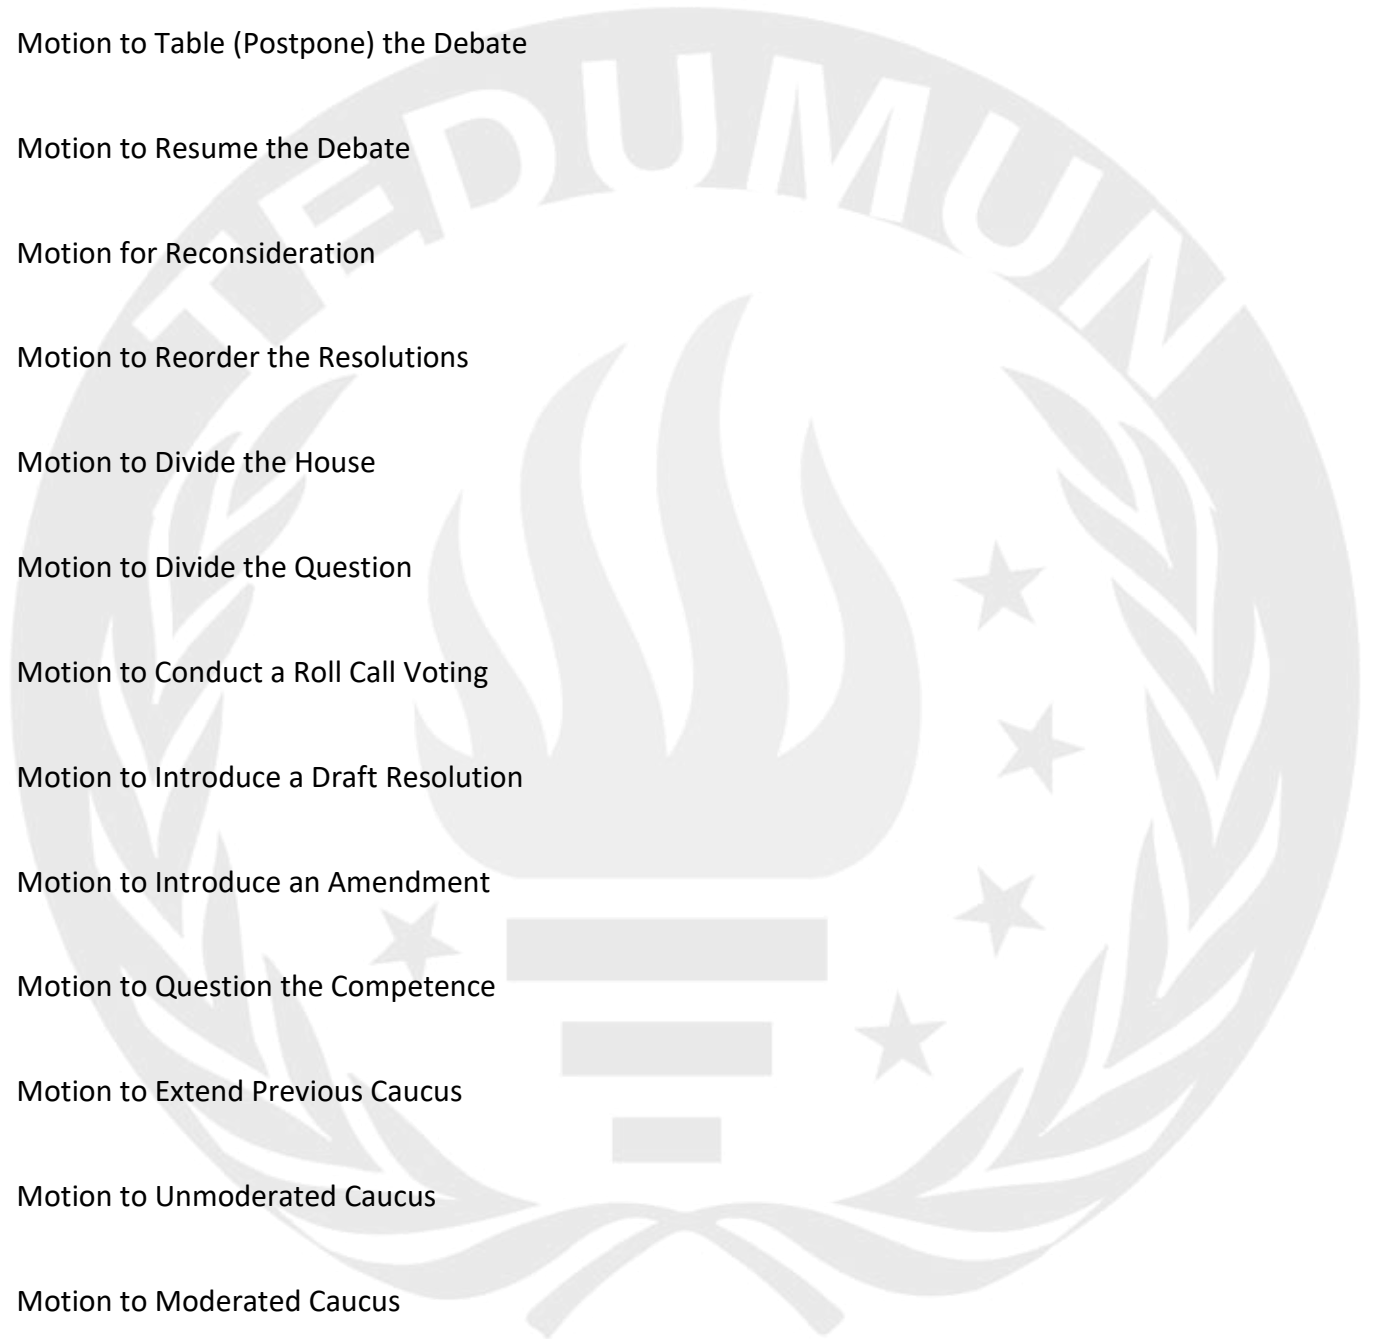 TEDUMUN
Motion to Table (Postpone) the Debate
Motion to Resume the Debate
Motion for Reconsideration
Motion to Reorder the Resolutions
Motion to Divide the House
Motion to Divide the Question
Motion to Conduct a Roll Call Voting
Motion to Introduce a Draft Resolution
Motion to Introduce an Amendment
Motion to Question the Competence
Motion to Extend Previous Caucus
Motion to Unmoderated Caucus
Motion to Moderated Caucus